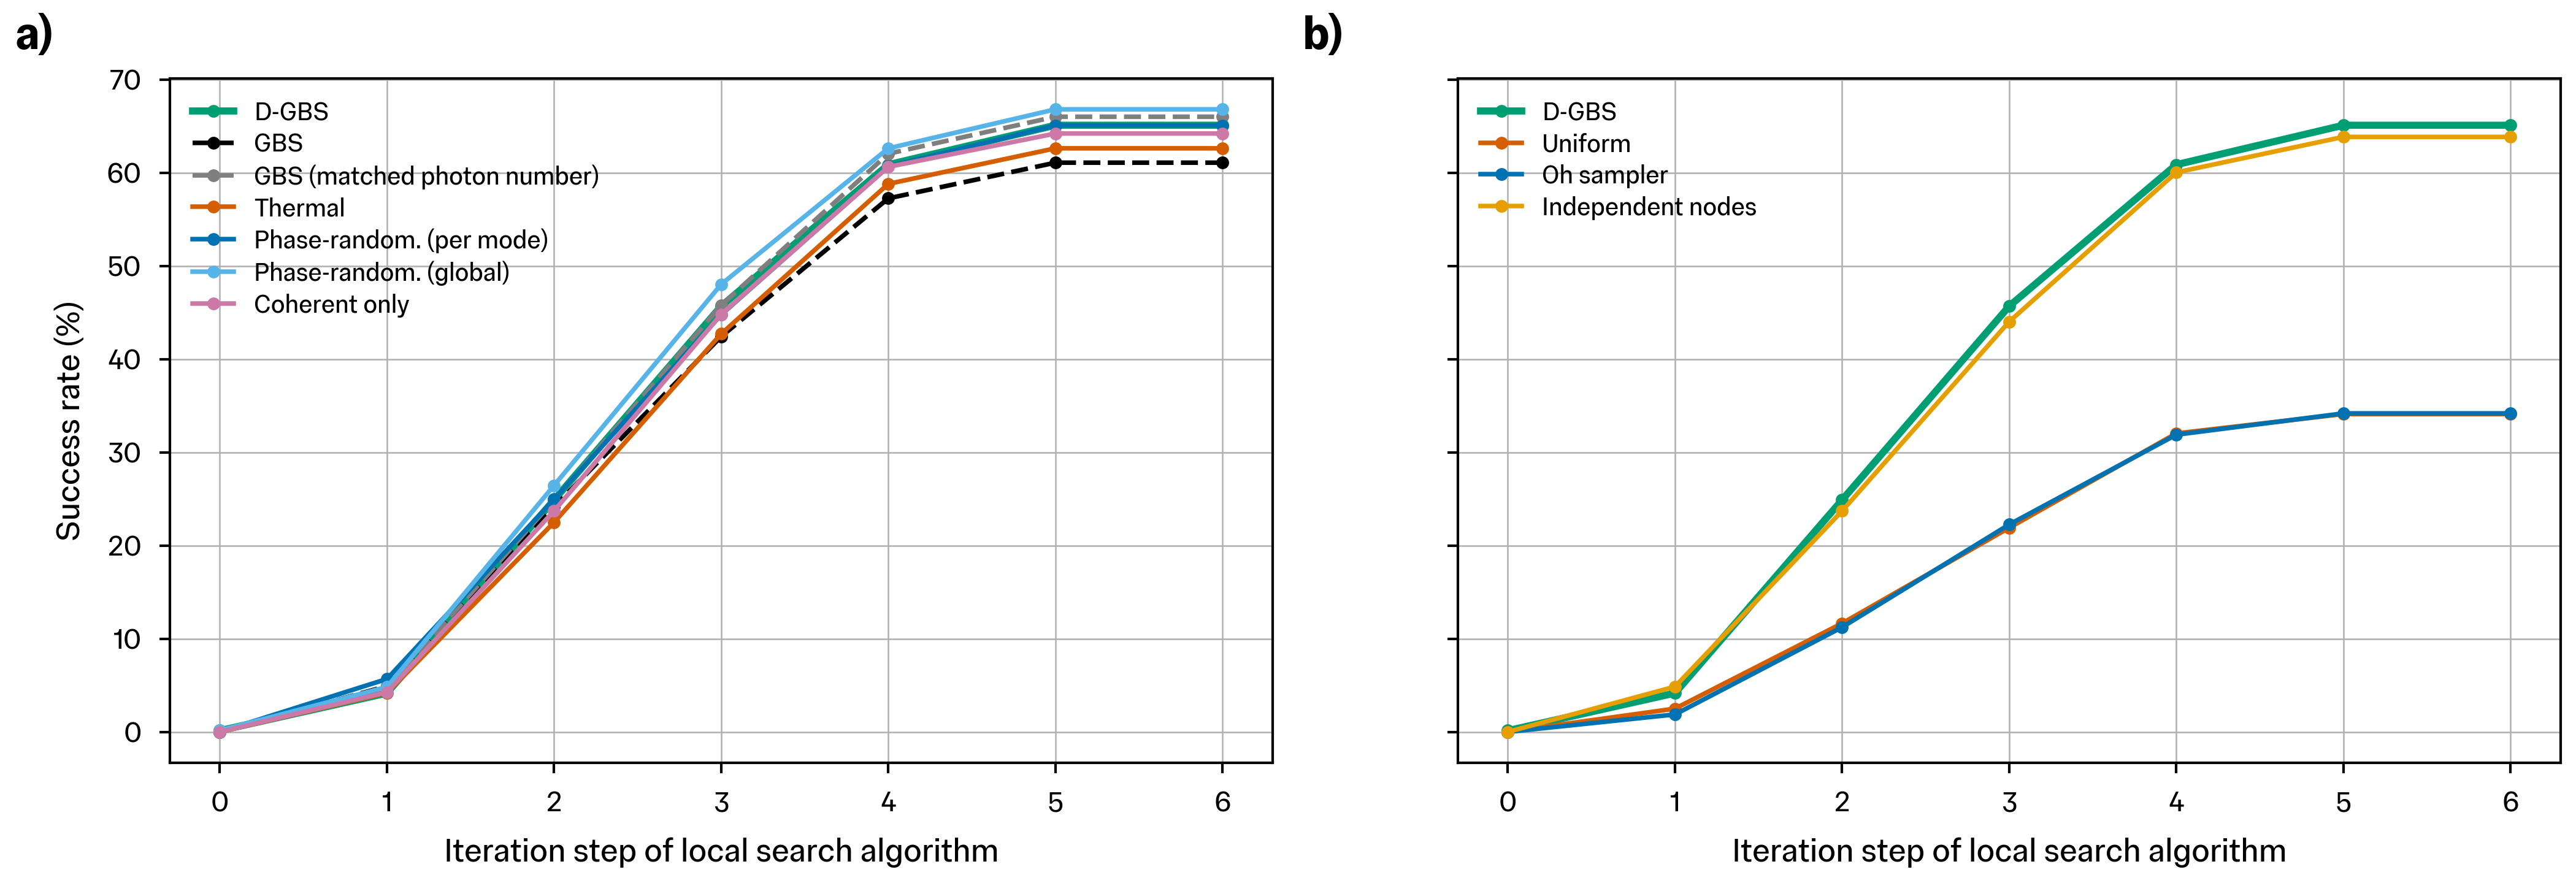 a)
70
60
50
40
30
20
10
0
Success rate (%)
D-GBS
GBS
GBS (matched photon number)
Thermal
Phase-random. (per mode)
Phase-random. (global)
Coherent only
0 1 2 3 4 5 6
Iteration step of local search algorithm
b)
D-GBS
Uniform
Oh sampler
Independent nodes
0 1 2 3 4 5 6
Iteration step of local search algorithm